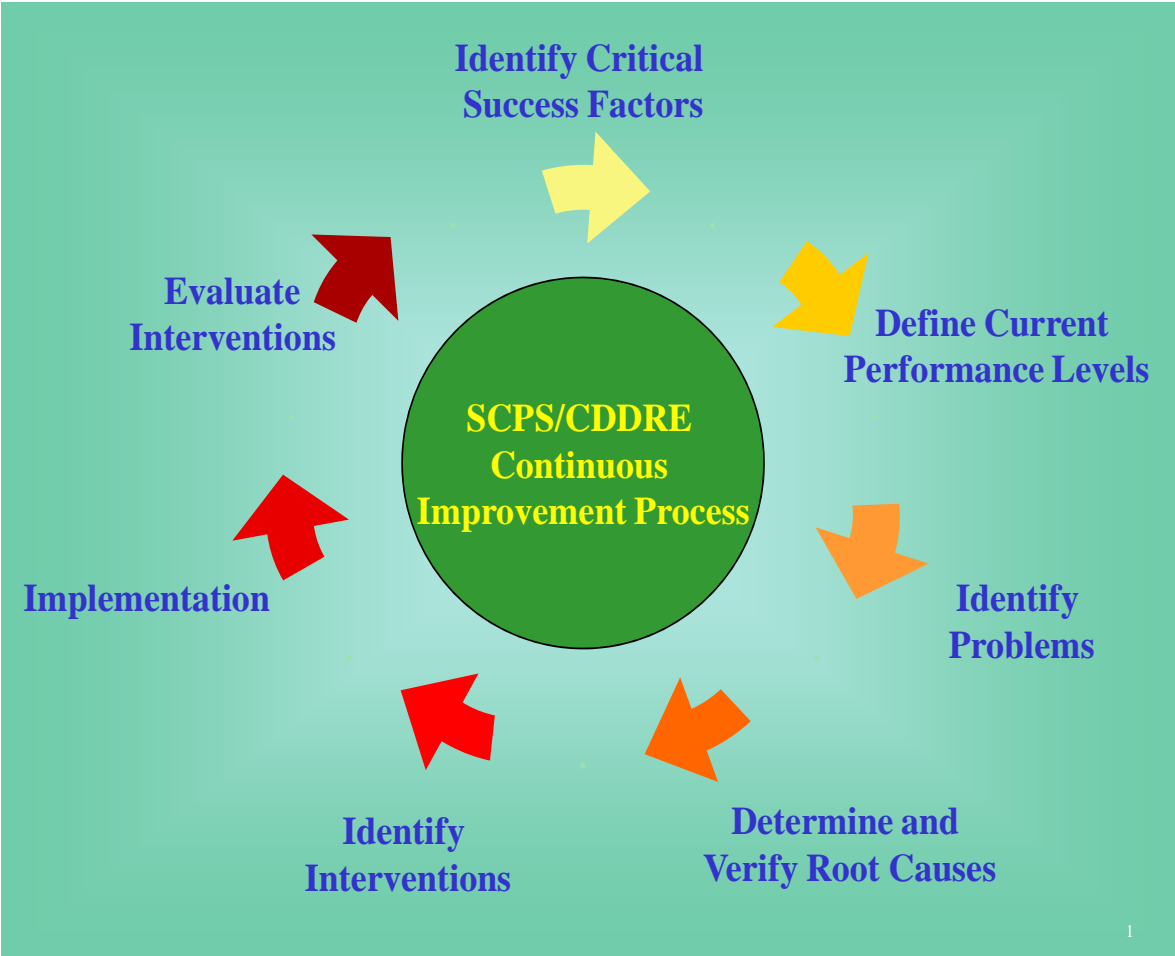 Identify Critical
Success Factors
Define Current
Performance Levels
Identify
Problems
Determine and
Verify Root Causes
Identify
Interventions
Implementation
Evaluate
Interventions
SCPS/CDDRE
Continuous
Improvement Process
1